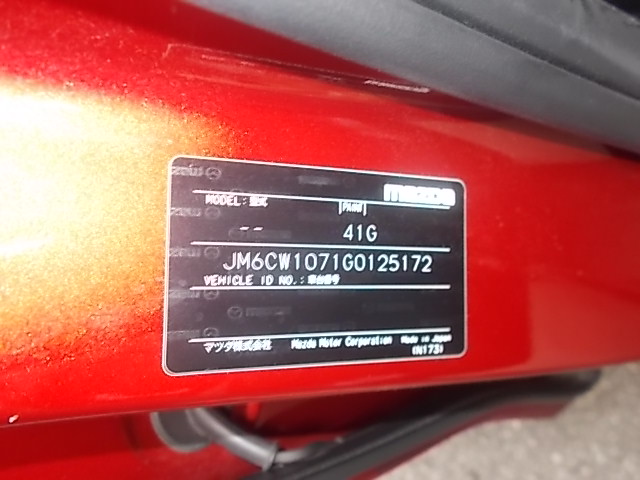 mazda
MODEL:型式
PAINT
-- 41G
JM6CW1071G0125172
VEHICLE ID NO.:車台番号
マツダ株式会社 Mazda Motor Corporation Made in Japan
(N173)